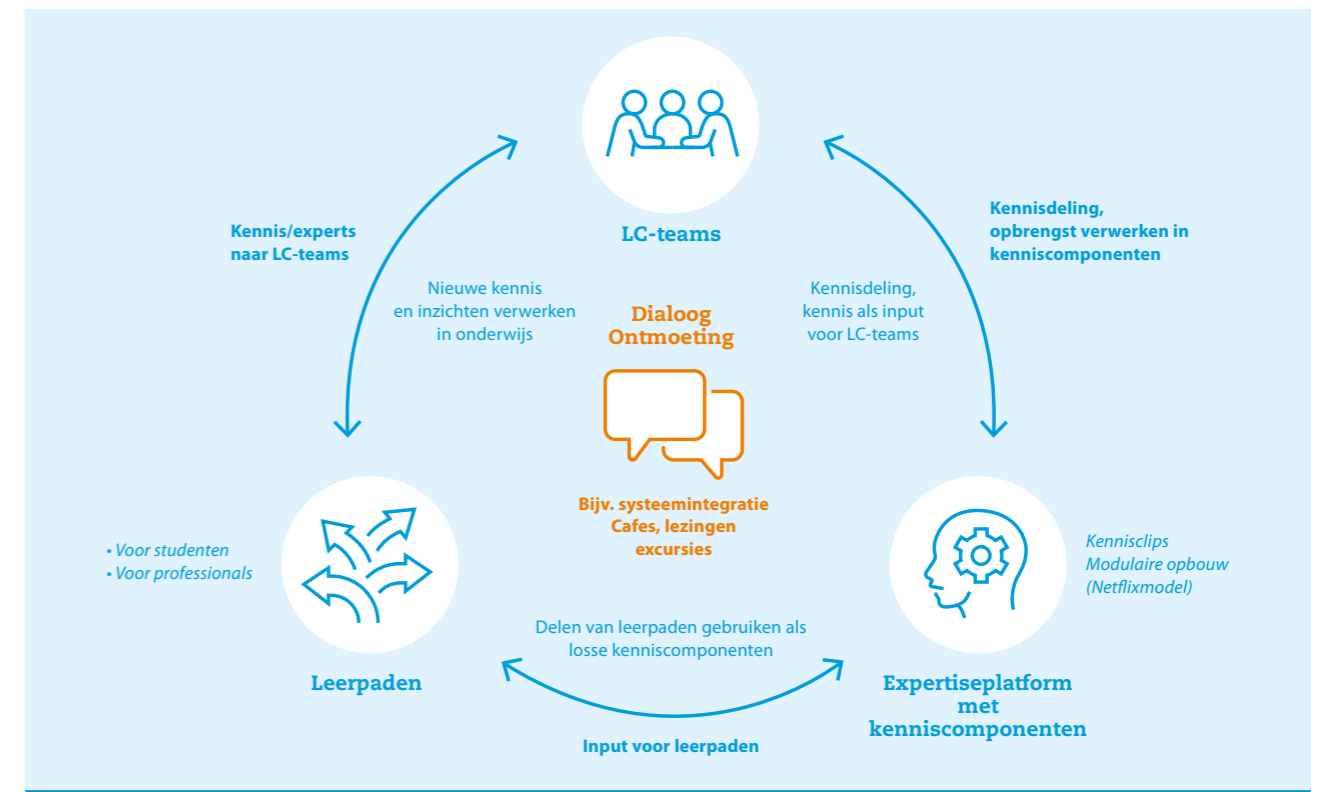 LC-teams
Kennis/experts
naar LC-teams
Nieuwe kennis
en inzichten verwerken
in onderwijs
Dialoog
Ontmoeting
Kennisdeling,
kennis als input
voor LC-teams
Kennisdeling,
opbrengst verwerken in
kenniscomponenten
Bijv. systeemintegratie
Cafes, lezingen
excursies
• Voor studenten
• Voor professionals
Leerpaden
Delen van leerpaden gebruiken als
losse kenniscomponenten
Input voor leerpaden
Kennisclips
Modulaire opbouw
(Netflixmodel)
Expertiseplatform
met
kenniscomponenten